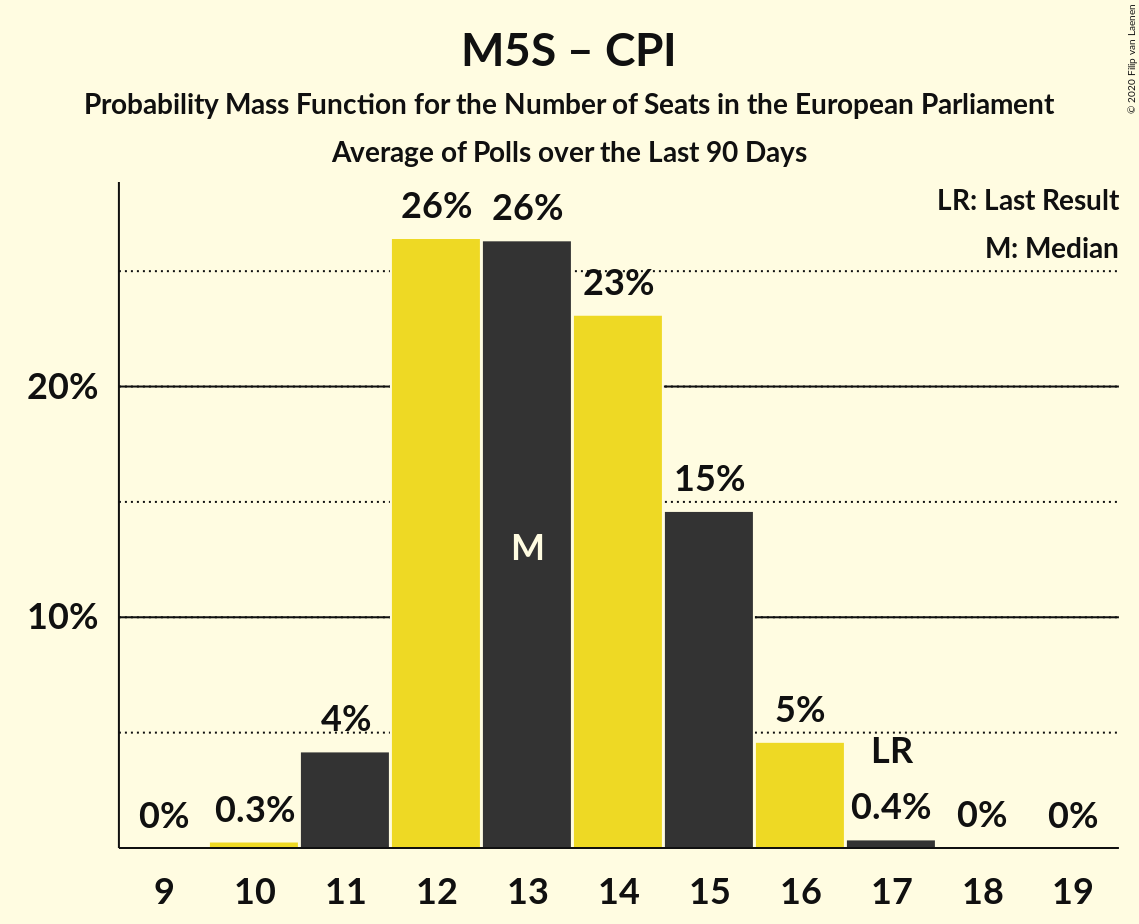 M5S – CPI
Probability Mass Function for the Number of Seats in the European Parliament
Average of Polls over the Last 90 Days
© 2020 Filip van Laenen
LR: Last Result
M: Median
26% 26%
23%
20%
15%
M
10%
5%
4%
LR
0% 0.3% 0.4% 0% 0%
9 10 11 12 13 14 15 16 17 18 19